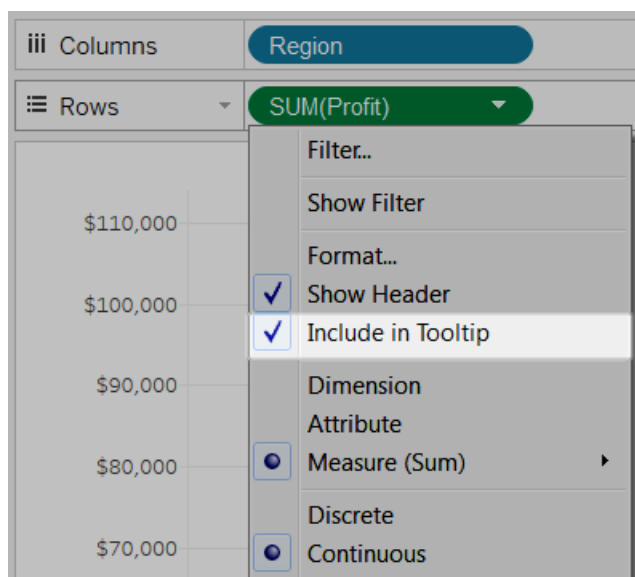 Columns Region
Rows SUM(Profit)
Filter...
Show Filter
$110,000
Format...
$100,000 Show Header
Include in Tooltip
$90,000 Dimension
Attribute
$80,000 Measure (Sum)
Discrete
$70,000 Continuous